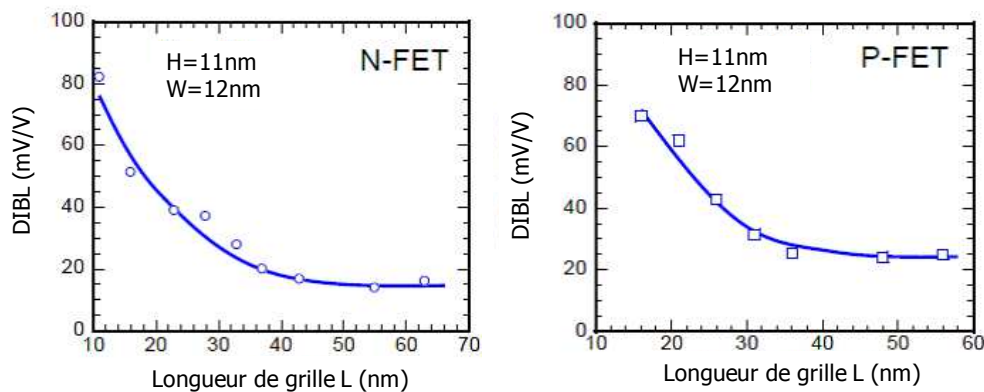 100
80
60
40
20
0
DIBL (mV/V)
H=11nm
W=12nm
N-FET
10 20 30 40 50 60 70
Longueur de grille L (nm)
100
80
60
40
20
0
DIBL (mV/V)
H=11nm
W=12nm
P-FET
10 20 30 40 50 60
Longueur de grille L (nm)